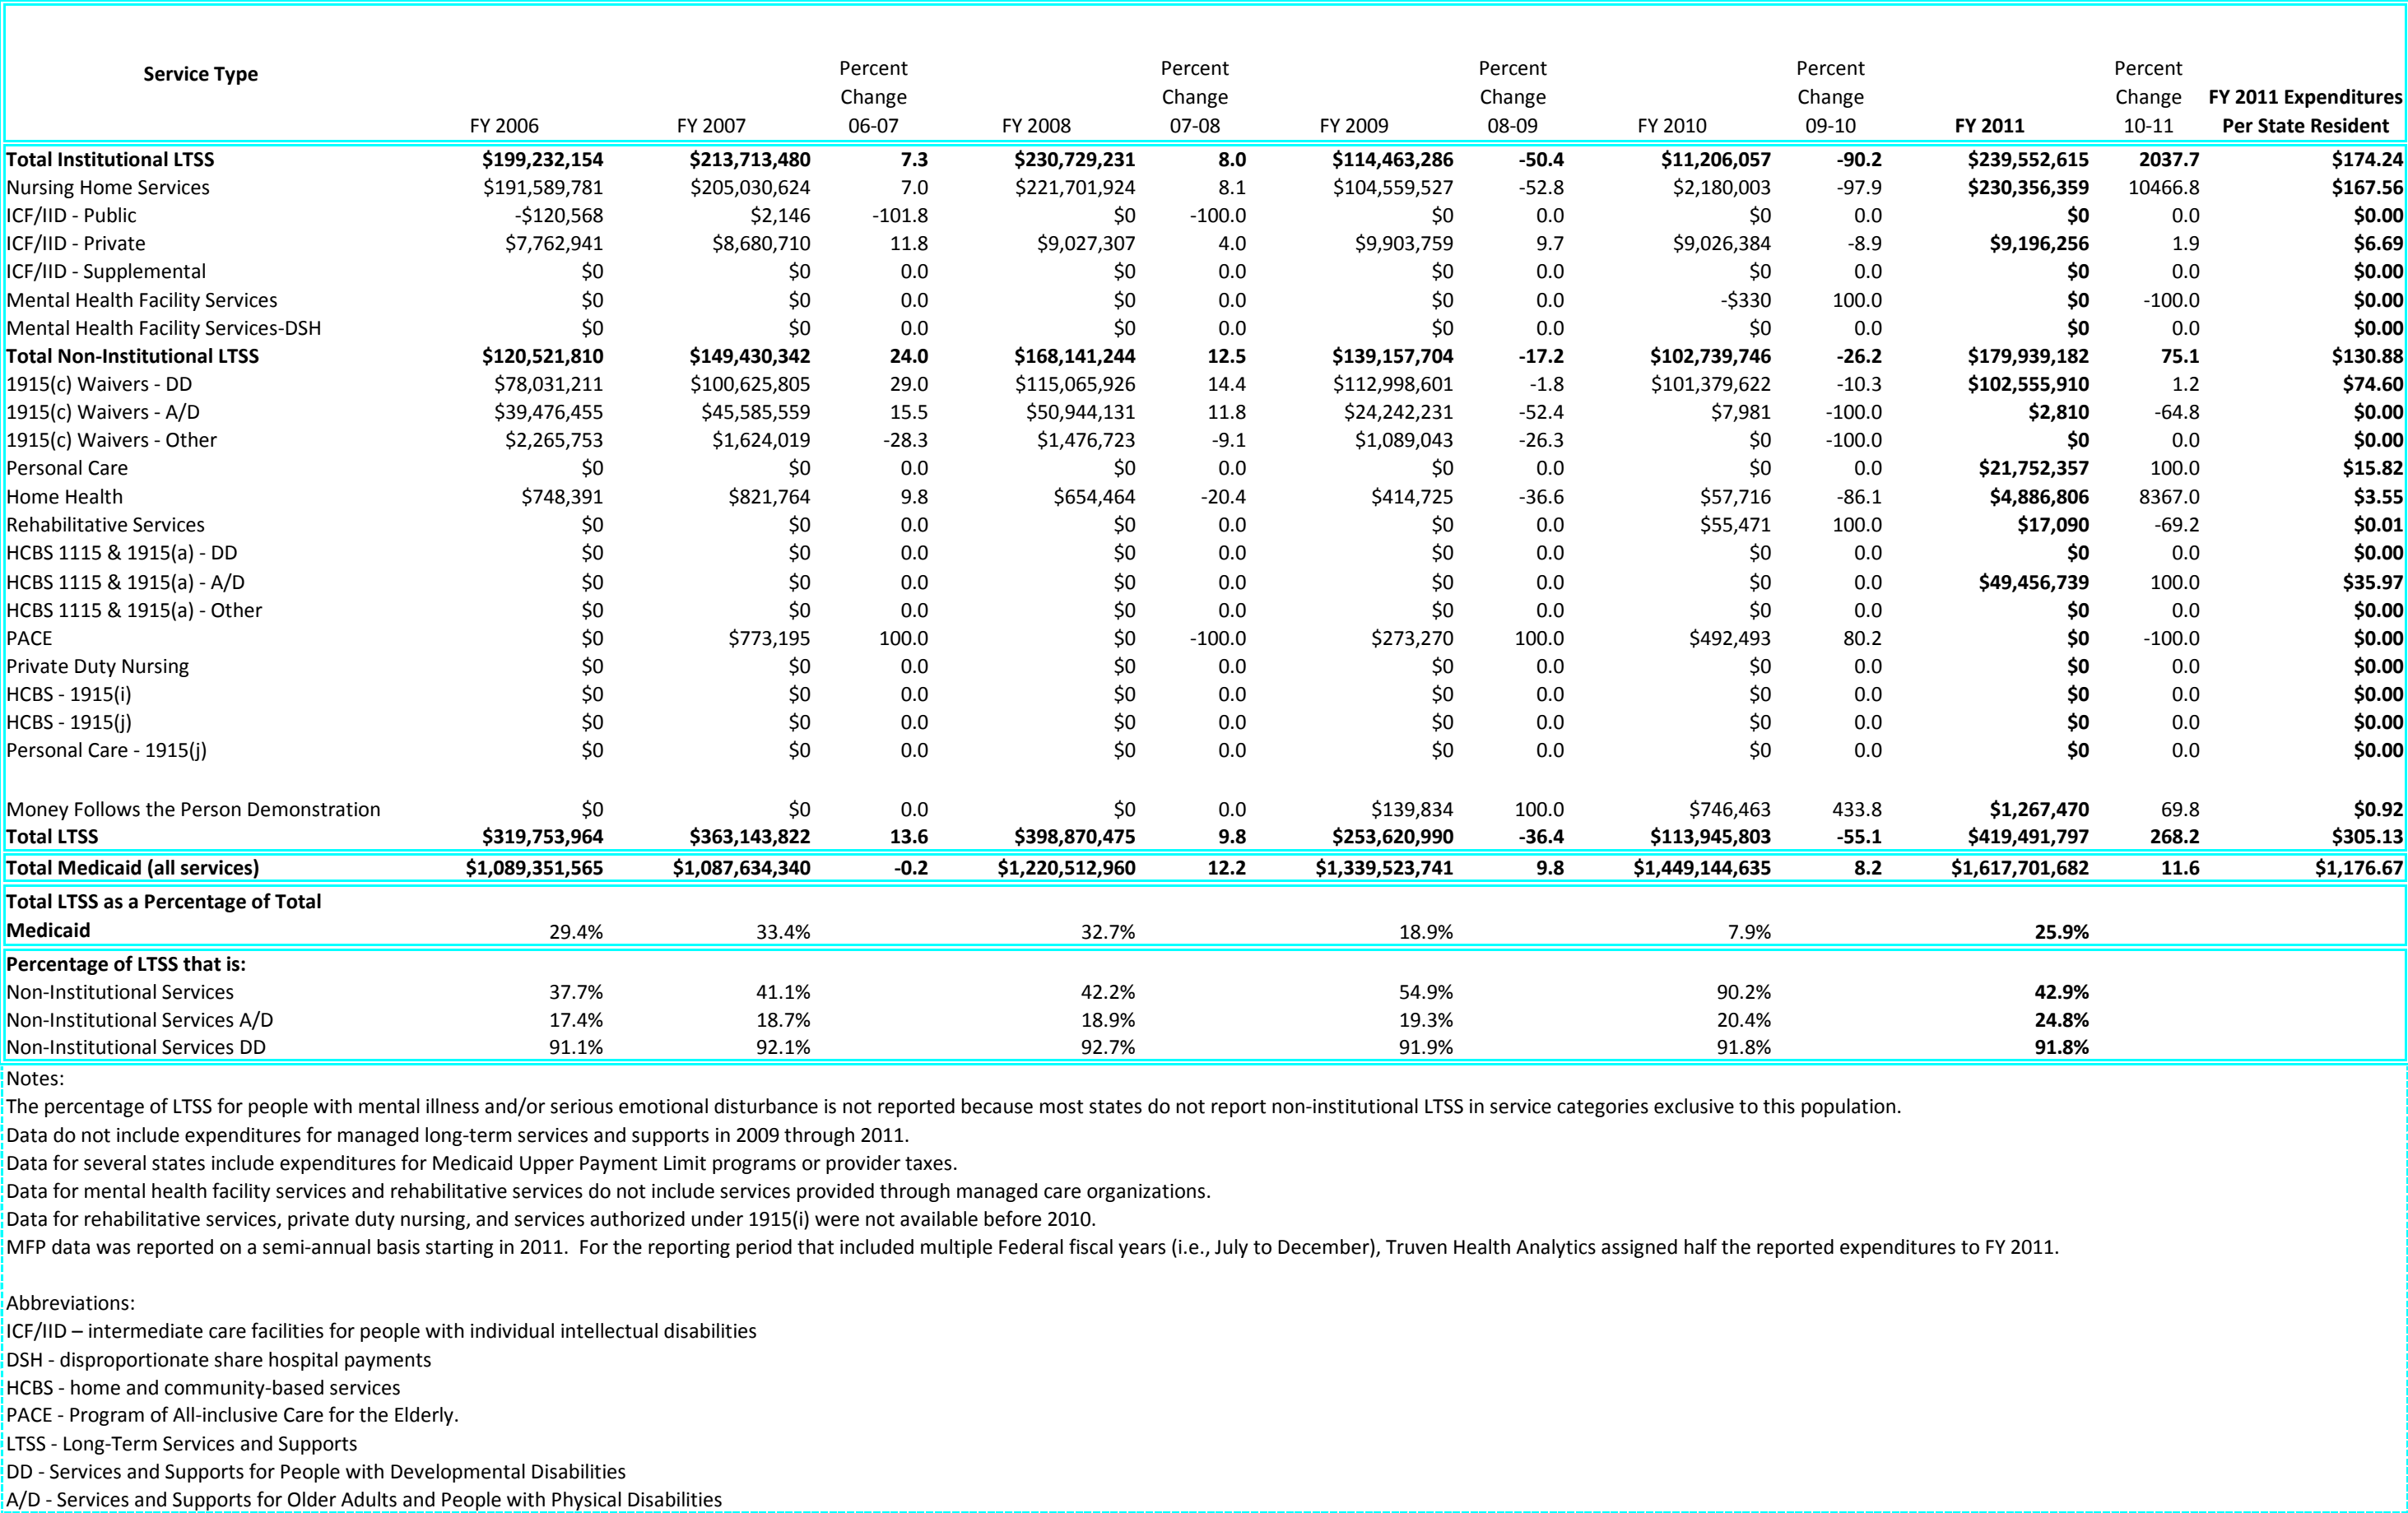 Service Type
Percent Percent Percent Percent Percent
Change Change Change Change Change FY 2011 Expenditures
FY 2006 FY 2007 06-07 FY 2008 07-08 FY 2009 08-09 FY 2010 09-10 FY 2011 10-11 Per State Resident
Total Institutional LTSS $199,232,154 $213,713,480 7.3 $230,729,231 8.0 $114,463,286 -50.4 $11,206,057 -90.2 $239,552,615 2037.7 $174.24
Nursing Home Services $191,589,781 $205,030,624 7.0 $221,701,924 8.1 $104,559,527 -52.8 $2,180,003 -97.9 $230,356,359 10466.8 $167.56
ICF/IID - Public -$120,568 $2,146 -101.8 $0 -100.0 $0 0.0 $0 0.0 $0 0.0 $0.00
ICF/IID - Private $7,762,941 $8,680,710 11.8 $9,027,307 4.0 $9,903,759 9.7 $9,026,384 -8.9 $9,196,256 1.9 $6.69
ICF/IID - Supplemental $0 $0 0.0 $0 0.0 $0 0.0 $0 0.0 $0 0.0 $0.00
Mental Health Facility Services $0 $0 0.0 $0 0.0 $0 0.0 -$330 100.0 $0 -100.0 $0.00
Mental Health Facility Services-DSH $0 $0 0.0 $0 0.0 $0 0.0 $0 0.0 $0 0.0 $0.00
Total Non-Institutional LTSS $120,521,810 $149,430,342 24.0 $168,141,244 12.5 $139,157,704 -17.2 $102,739,746 -26.2 $179,939,182 75.1 $130.88
1915(c) Waivers - DD $78,031,211 $100,625,805 29.0 $115,065,926 14.4 $112,998,601 -1.8 $101,379,622 -10.3 $102,555,910 1.2 $74.60
1915(c) Waivers - A/D $39,476,455 $45,585,559 15.5 $50,944,131 11.8 $24,242,231 -52.4 $7,981 -100.0 $2,810 -64.8 $0.00
1915(c) Waivers - Other $2,265,753 $1,624,019 -28.3 $1,476,723 -9.1 $1,089,043 -26.3 $0 -100.0 $0 0.0 $0.00
Personal Care $0 $0 0.0 $0 0.0 $0 0.0 $0 0.0 $21,752,357 100.0 $15.82
Home Health $748,391 $821,764 9.8 $654,464 -20.4 $414,725 -36.6 $57,716 -86.1 $4,886,806 8367.0 $3.55
Rehabilitative Services $0 $0 0.0 $0 0.0 $0 0.0 $55,471 100.0 $17,090 -69.2 $0.01
HCBS 1115 & 1915(a) - DD $0 $0 0.0 $0 0.0 $0 0.0 $0 0.0 $0 0.0 $0.00
HCBS 1115 & 1915(a) - A/D $0 $0 0.0 $0 0.0 $0 0.0 $0 0.0 $49,456,739 100.0 $35.97
HCBS 1115 & 1915(a) - Other $0 $0 0.0 $0 0.0 $0 0.0 $0 0.0 $0 0.0 $0.00
PACE $0 $773,195 100.0 $0 -100.0 $273,270 100.0 $492,493 80.2 $0 -100.0 $0.00
Private Duty Nursing $0 $0 0.0 $0 0.0 $0 0.0 $0 0.0 $0 0.0 $0.00
HCBS - 1915(i) $0 $0 0.0 $0 0.0 $0 0.0 $0 0.0 $0 0.0 $0.00
HCBS - 1915(j) $0 $0 0.0 $0 0.0 $0 0.0 $0 0.0 $0 0.0 $0.00
Personal Care - 1915(j) $0 $0 0.0 $0 0.0 $0 0.0 $0 0.0 $0 0.0 $0.00
Money Follows the Person Demonstration $0 $0 0.0 $0 0.0 $139,834 100.0 $746,463 433.8 $1,267,470 69.8 $0.92
Total LTSS $319,753,964 $363,143,822 13.6 $398,870,475 9.8 $253,620,990 -36.4 $113,945,803 -55.1 $419,491,797 268.2 $305.13
Total Medicaid (all services) $1,089,351,565 $1,087,634,340 -0.2 $1,220,512,960 12.2 $1,339,523,741 9.8 $1,449,144,635 8.2 $1,617,701,682 11.6 $1,176.67
Total LTSS as a Percentage of Total
Medicaid 29.4% 33.4% 32.7% 18.9% 7.9% 25.9%
Percentage of LTSS that is:
Non-Institutional Services 37.7% 41.1% 42.2% 54.9% 90.2% 42.9%
Non-Institutional Services A/D 17.4% 18.7% 18.9% 19.3% 20.4% 24.8%
Non-Institutional Services DD 91.1% 92.1% 92.7% 91.9% 91.8% 91.8%
Notes:
The percentage of LTSS for people with mental illness and/or serious emotional disturbance is not reported because most states do not report non-institutional LTSS in service categories exclusive to this population.
Data do not include expenditures for managed long-term services and supports in 2009 through 2011.
Data for several states include expenditures for Medicaid Upper Payment Limit programs or provider taxes.
Data for mental health facility services and rehabilitative services do not include services provided through managed care organizations.
Data for rehabilitative services, private duty nursing, and services authorized under 1915(i) were not available before 2010.
MFP data was reported on a semi-annual basis starting in 2011. For the reporting period that included multiple Federal fiscal years (i.e., July to December), Truven Health Analytics assigned half the reported expenditures to FY 2011.
Abbreviations:
ICF/IID – intermediate care facilities for people with individual intellectual disabilities
DSH - disproportionate share hospital payments
HCBS - home and community-based services
PACE - Program of All-inclusive Care for the Elderly.
LTSS - Long-Term Services and Supports
DD - Services and Supports for People with Developmental Disabilities
A/D - Services and Supports for Older Adults and People with Physical Disabilities